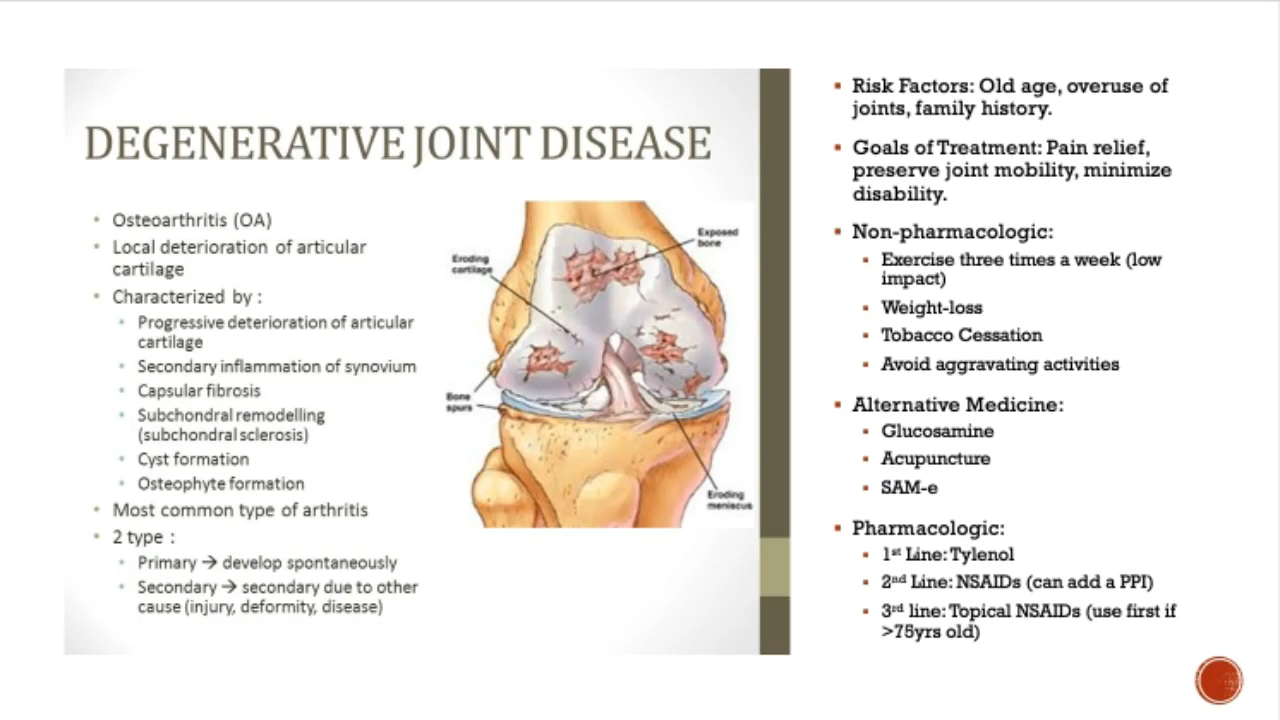 DEGENERATIVE JOINT DISEASE
• Osteoarthritis (OA)
• Local deterioration of articular
cartilage
• Characterized by :
• Progressive deterioration of articular
cartilage
• Secondary inflammation of synovium
• Capsular fibrosis
• Subchondral remodelling
(subchondral sclerosis)
• Cyst formation
• Osteophyte formation
• Most common type of arthritis
• 2 type :
• Primary → develop spontaneously
• Secondary → secondary due to other
cause (injury, deformity, disease)
Exposed
bone
Eroding
cartilage
Bone
spurs
Eroding
meniscus
▪ Risk Factors: Old age, overuse of
joints, family history.
▪ Goals of Treatment: Pain relief,
preserve joint mobility, minimize
disability.
▪ Non-pharmacologic:
▪ Exercise three times a week (low
impact)
▪ Weight-loss
▪ Tobacco Cessation
▪ Avoid aggravating activities
▪ Alternative Medicine:
▪ Glucosamine
▪ Acupuncture
▪ SAM-e
▪ Pharmacologic:
▪ 1st Line: Tylenol
▪ 2nd Line: NSAIDs (can add a PPI)
▪ 3rd line: Topical NSAIDs (use first if
>75yrs old)